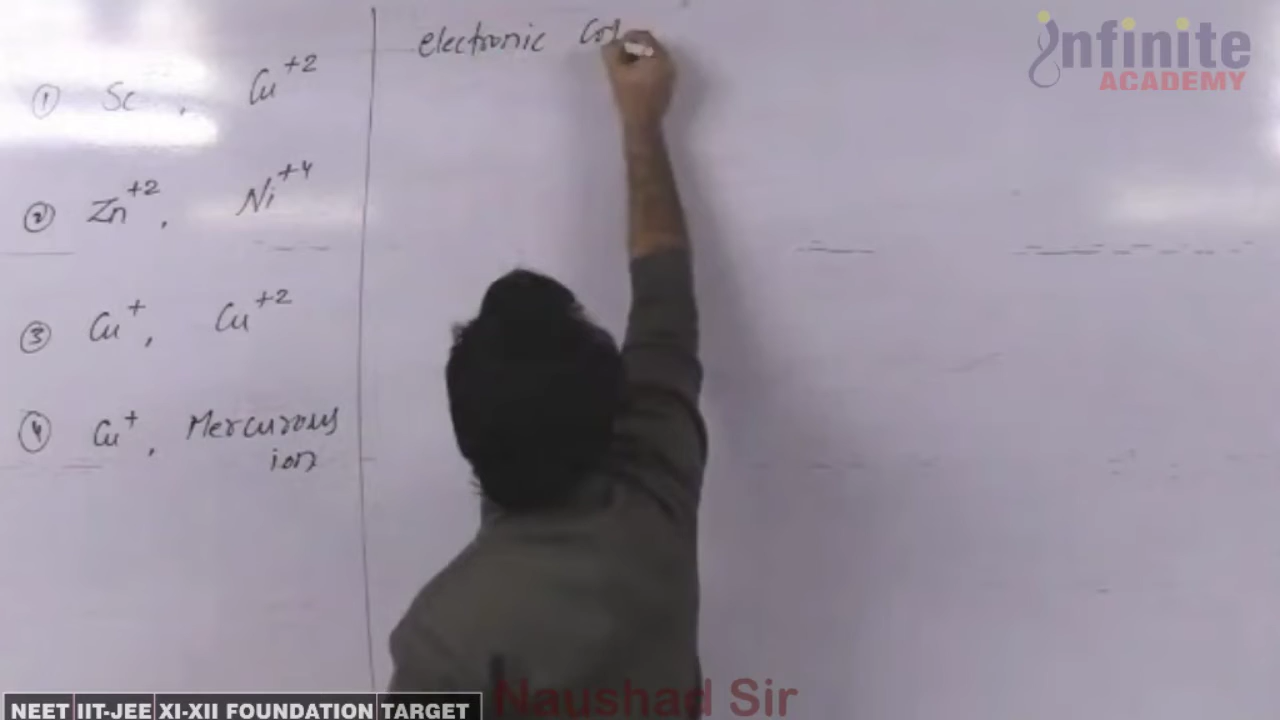 ① Sc , Cu+2
② Zn+2, Ni+4
③ Cu+, Cu+2
④ Cu+, Mercurous
ion
electronic
Infinite
ACADEMY
NEET IIT-JEE XI-XII FOUNDATION TARGET
Naushad Sir